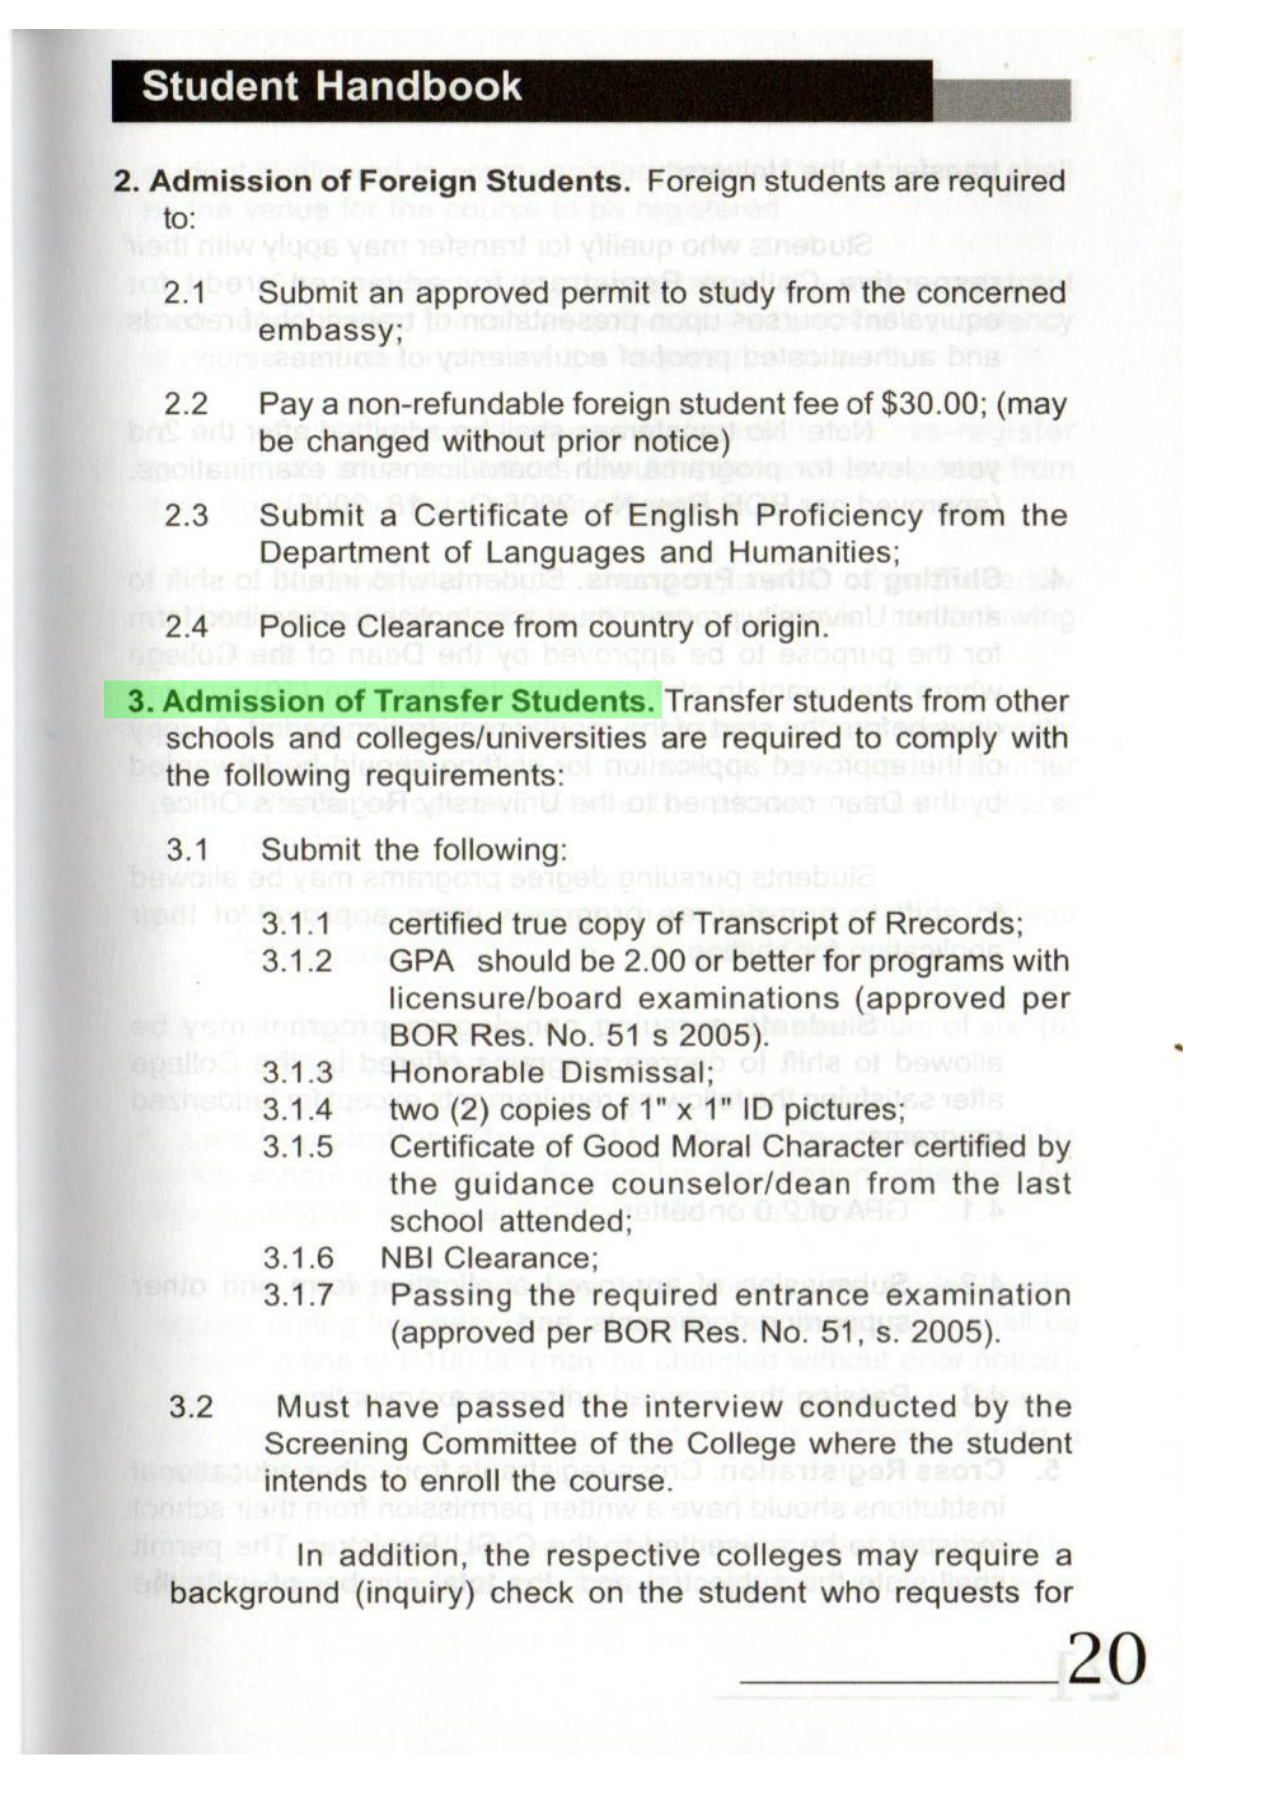 Student Handbook
2. Admission of Foreign Students. Foreign students are required
to:
2.1 Submit an approved permit to study from the concerned
embassy;
2.2 Pay a non-refundable foreign student fee of $30.00; (may
be changed without prior notice)
2.3 Submit a Certificate of English Proficiency from the
Department of Languages and Humanities;
2.4 Police Clearance from country of origin.
3. Admission of Transfer Students. Transfer students from other
schools and colleges/universities are required to comply with
the following requirements:
3.1 Submit the following:
3.1.1 certified true copy of Transcript of Rrecords;
3.1.2 GPA should be 2.00 or better for programs with
licensure/board examinations (approved per
BOR Res. No. 51 s 2005).
3.1.3 Honorable Dismissal;
3.1.4 two (2) copies of 1" x 1" ID pictures;
3.1.5 Certificate of Good Moral Character certified by
the guidance counselor/dean from the last
school attended;
3.1.6 NBI Clearance;
3.1.7 Passing the required entrance examination
(approved per BOR Res. No. 51, s. 2005).
3.2 Must have passed the interview conducted by the
Screening Committee of the College where the student
intends to enroll the course.
In addition, the respective colleges may require a
background (inquiry) check on the student who requests for
20